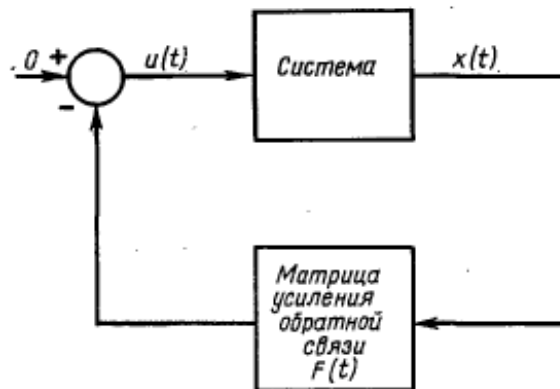 0 +
u(t)
Система
x(t)
-
Матрица
усиления
обратной
связи
F(t)